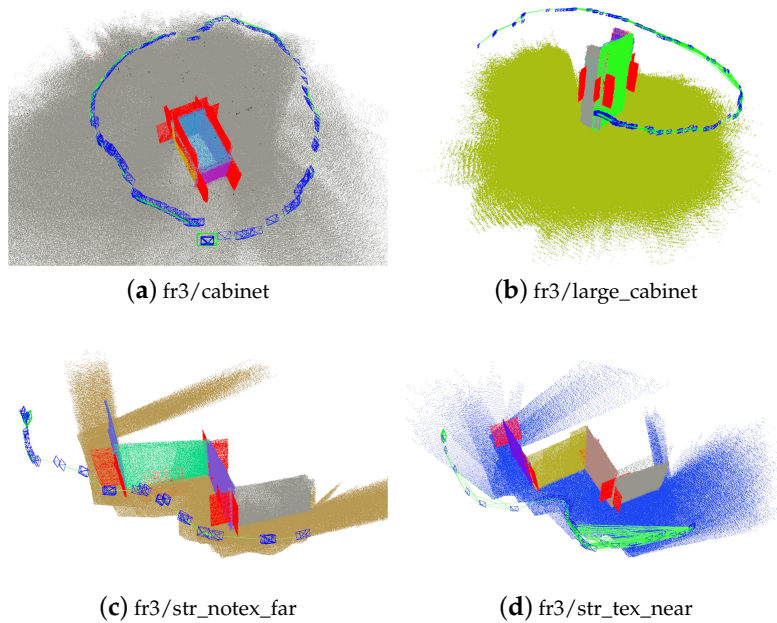 (a) fr3/cabinet
(b) fr3/large_cabinet
(c) fr3/str_notex_far
(d) fr3/str_tex_near